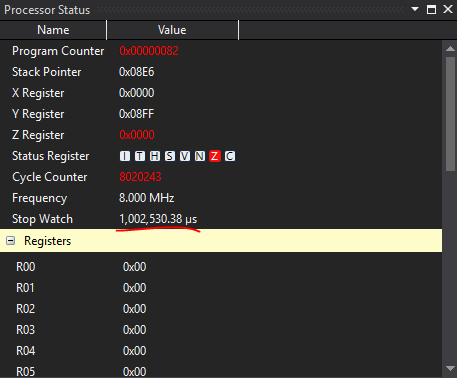 Processor Status
Name Value
Program Counter 0x00000082
Stack Pointer 0x08E6
X Register 0x0000
Y Register 0x08FF
Z Register 0x0000
Status Register I T H S V N Z C
Cycle Counter 8020243
Frequency 8.000 MHz
Stop Watch 1,002,530.38 µs
Registers
R00 0x00
R01 0x00
R02 0x00
R03 0x00
R04 0x00
R05 0x00